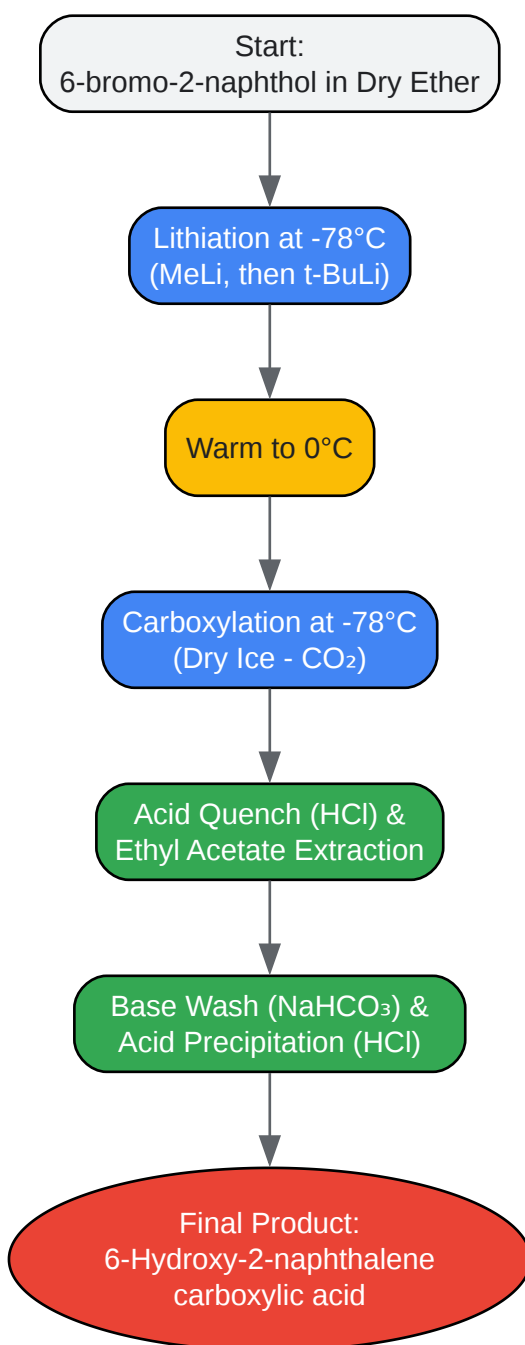 Start:
6-bromo-2-naphthol in Dry Ether
Lithiation at -78°C
(MeLi, then t-BuLi)
Warm to 0°C
Carboxylation at -78°C
(Dry Ice - CO₂)
Acid Quench (HCl) &
Ethyl Acetate Extraction
Base Wash (NaHCO₃) &
Acid Precipitation (HCl)
Final Product:
6-Hydroxy-2-naphthalene
carboxylic acid